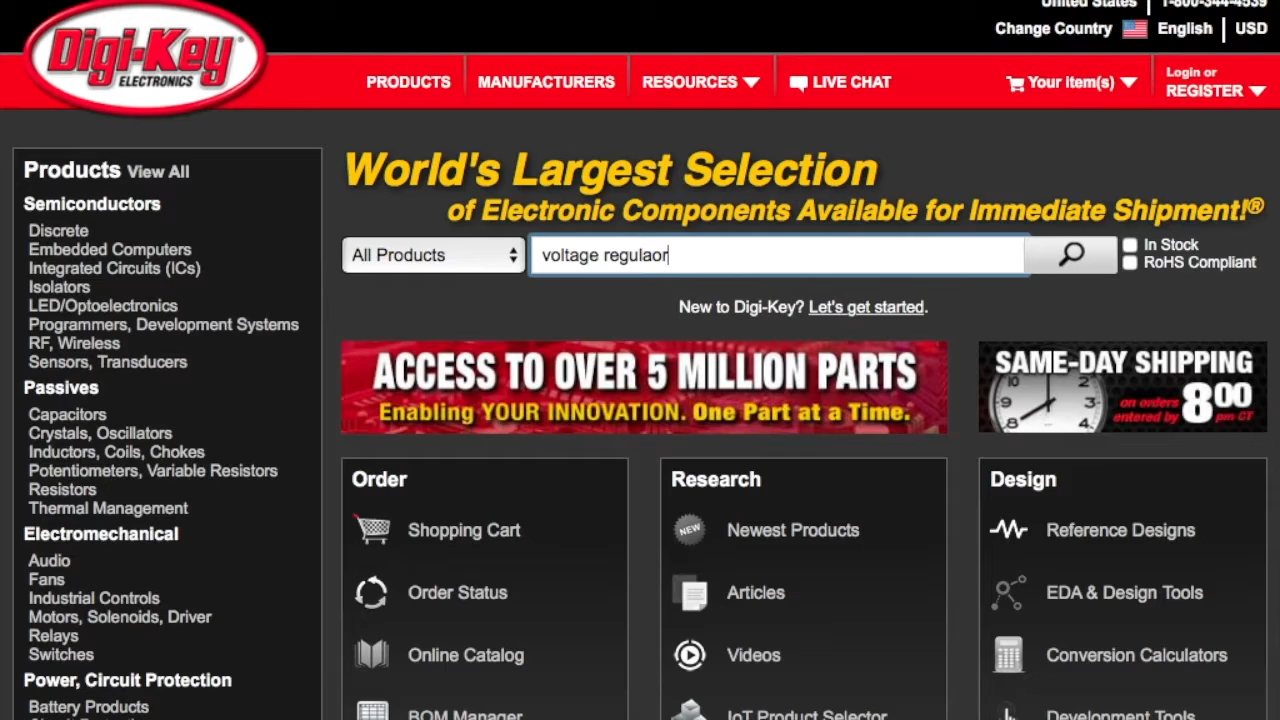 United States | 1-800-344-4539
Change Country English | USD
Digi-Key®
ELECTRONICS
PRODUCTS MANUFACTURERS RESOURCES LIVE CHAT Your item(s) Login or
REGISTER
Products View All
Semiconductors
Discrete
Embedded Computers
Integrated Circuits (ICs)
Isolators
LED/Optoelectronics
Programmers, Development Systems
RF, Wireless
Sensors, Transducers
Passives
Capacitors
Crystals, Oscillators
Inductors, Coils, Chokes
Potentiometers, Variable Resistors
Resistors
Thermal Management
Electromechanical
Audio
Fans
Industrial Controls
Motors, Solenoids, Driver
Relays
Switches
Power, Circuit Protection
Battery Products
World's Largest Selection
of Electronic Components Available for Immediate Shipment!®
All Products voltage regulaor In Stock
RoHS Compliant
New to Digi-Key? Let's get started.
ACCESS TO OVER 5 MILLION PARTS
Enabling YOUR INNOVATION. One Part at a Time.
SAME-DAY SHIPPING
on orders
entered by 8:00 pm CT
10 2
9 3
8 4
Order
Shopping Cart
Order Status
Online Catalog
BOM Manager
Research
NEW Newest Products
Articles
Videos
IoT Product Selector
Design
Reference Designs
EDA & Design Tools
Conversion Calculators
Development Tools